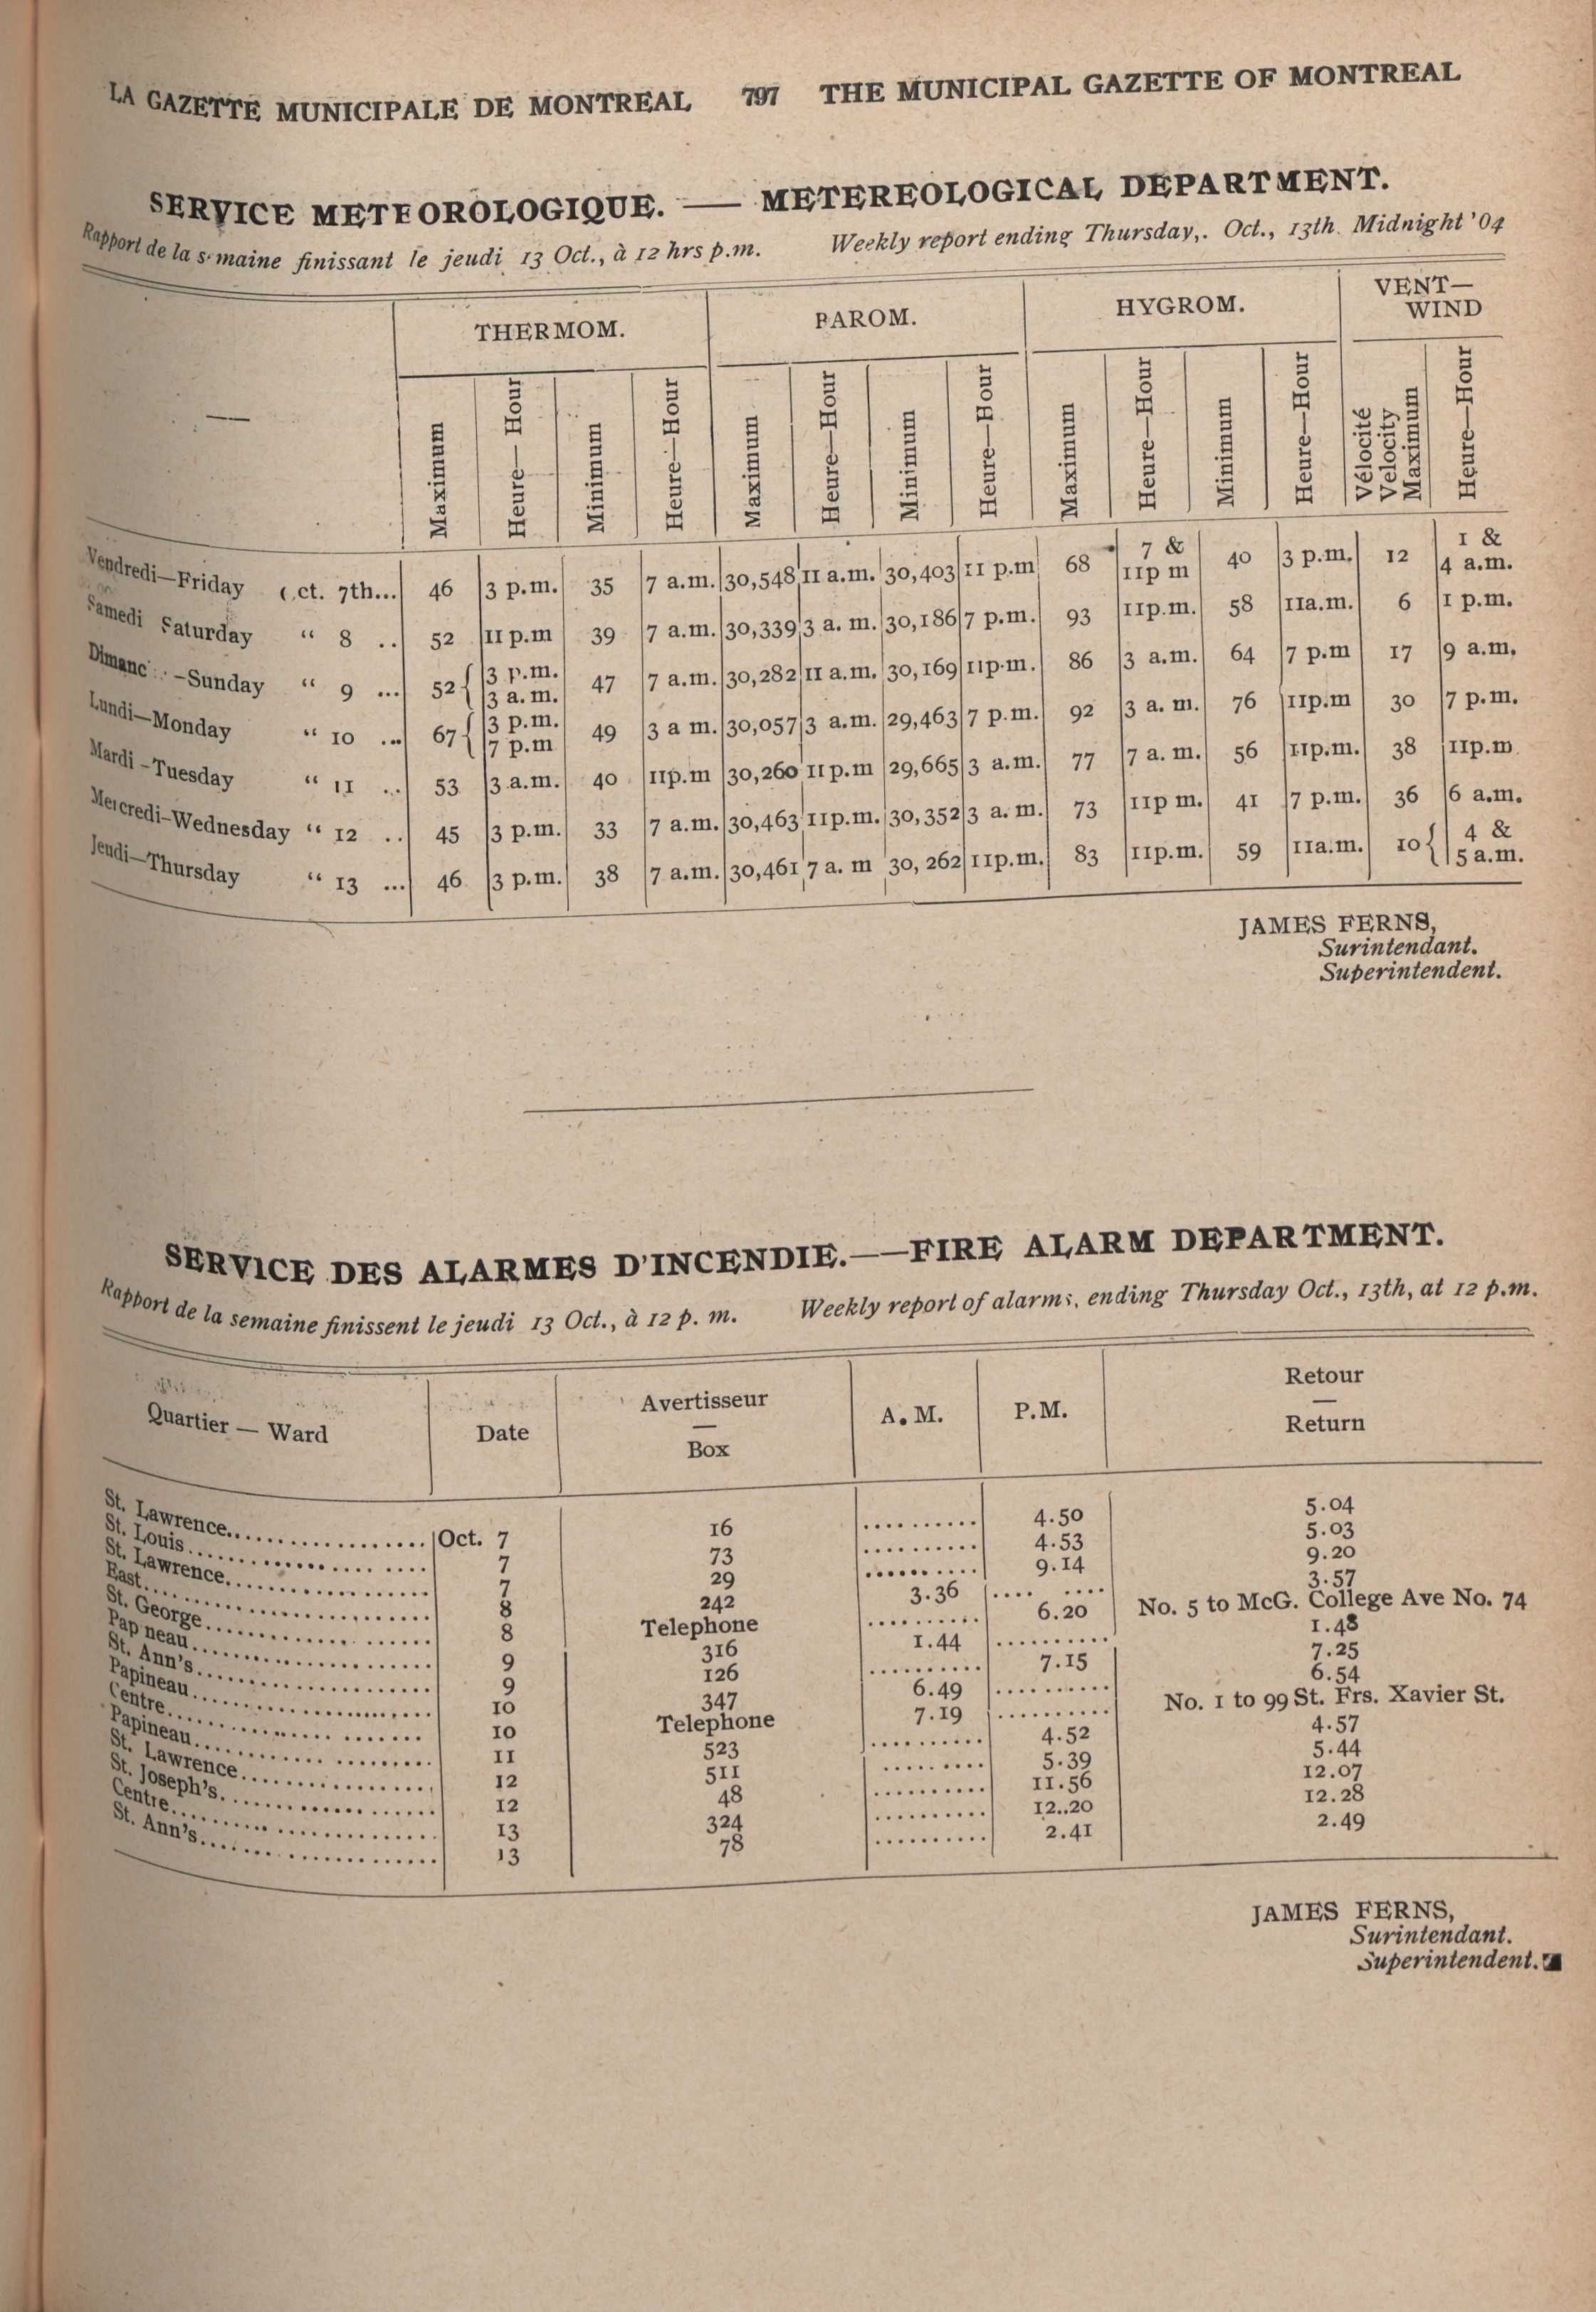 LA GAZETTE MUNICIPALE DE MONTREAL 797 THE MUNICIPAL GAZETTE OF MONTREAL
SERVICE METEOROLOGIQUE. — METEREOLOGICAL DEPARTMENT.
Rapport de la semaine finissant le jeudi 13 Oct., à 12 hrs p.m. Weekly report ending Thursday,. Oct., 13th. Midnight '04
THERMOM. BAROM. HYGROM. VENT—
WIND
Maximum Heure—Hour Minimum Heure—Hour Maximum Heure—Hour Minimum Heure—Hour Maximum Heure—Hour Minimum Heure—Hour Vélocité Velocity Maximum Heure—Hour
Vendredi—Friday Oct. 7th... 46 3 p.m. 35 7 a.m. 30,548 11 a.m. 30,403 11 p.m 68 7 & 11p m 40 3 p.m. 12 1 & 4 a.m.
Samedi Saturday “ 8 .. 52 11 p.m 39 7 a.m. 30,339 3 a. m. 30,186 7 p.m. 93 11p.m. 58 11a.m. 6 1 p.m.
Dimanc -Sunday “ 9 ... 52 { 3 p.m. 3 a.m. 47 7 a.m. 30,282 11 a.m. 30,169 11p.m. 86 3 a.m. 64 7 p.m 17 9 a.m.
Lundi—Monday “ 10 ... 67 { 3 p.m. 7 p.m 49 3 a m. 30,057 3 a.m. 29,463 7 p.m. 92 3 a. m. 76 11p.m 30 7 p.m.
Mardi -Tuesday “ 11 ... 53 3 a.m. 40 11p.m 30,260 11 p.m 29,665 3 a.m. 77 7 a. m. 56 11p.m. 38 11p.m
Mercredi-Wednesday “ 12 .. 45 3 p.m. 33 7 a.m. 30,463 11p.m. 30,352 3 a. m. 73 11p m. 41 7 p.m. 36 6 a.m.
Jeudi—Thursday “ 13 ... 46 3 p.m. 38 7 a.m. 30,461 7 a. m 30, 262 11p.m. 83 11p.m. 59 11a.m. 10 { 4 & 5 a.m.
JAMES FERNS,
Surintendant.
Superintendent.
SERVICE DES ALARMES D'INCENDIE.——FIRE ALARM DEPARTMENT.
Rapport de la semaine finissent le jeudi 13 Oct., à 12 p. m. Weekly report of alarms, ending Thursday Oct., 13th, at 12 p.m.
Quartier — Ward Date Avertisseur — Box A. M. P.M. Retour — Return
St. Lawrence.................. Oct. 7 16 .......... 4.50 5.04
St. Louis.................. 7 73 .......... 4.53 5.03
St. Lawrence.................. 7 29 .......... 9.14 9.20
East.................. 8 242 3.36 .... .... 3.57
St. George.................. 8 Telephone .......... 6.20 No. 5 to McG. College Ave No. 74
Pap neau.................. 9 316 1.44 .......... 1.48
St. Ann's.................. 9 126 .......... 7.15 7.25
Papineau.................. 10 347 6.49 .......... 6.54
Centre.................. 10 Telephone 7.19 .......... No. 1 to 99 St. Frs. Xavier St.
Papineau.................. 11 523 .......... 4.52 4.57
St. Lawrence.................. 12 511 .......... 5.39 5.44
St. Joseph's.................. 12 48 .......... 11.56 12.07
Centre.................. 13 324 .......... 12..20 12.28
St. Ann's.................. 13 78 .......... 2.41 2.49
JAMES FERNS,
Surintendant.
Superintendent.